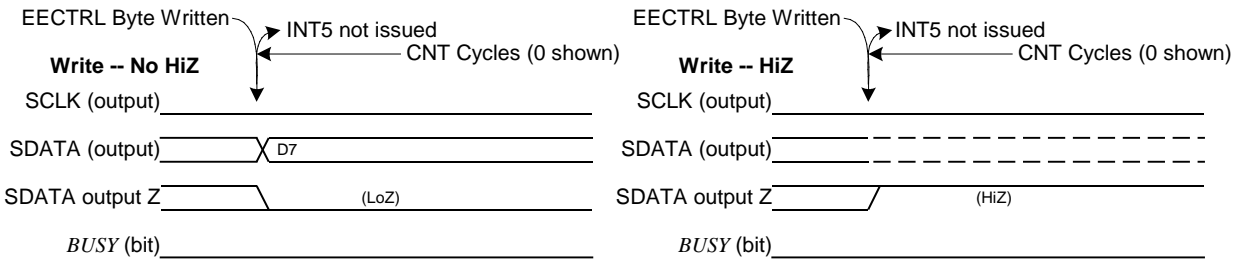 EECTRL Byte Written
INT5 not issued
CNT Cycles (0 shown)
Write -- No HiZ
SCLK (output)
SDATA (output)
D7
SDATA output Z
(LoZ)
BUSY (bit)
EECTRL Byte Written
INT5 not issued
CNT Cycles (0 shown)
Write -- HiZ
SCLK (output)
SDATA (output)
SDATA output Z
(HiZ)
BUSY (bit)